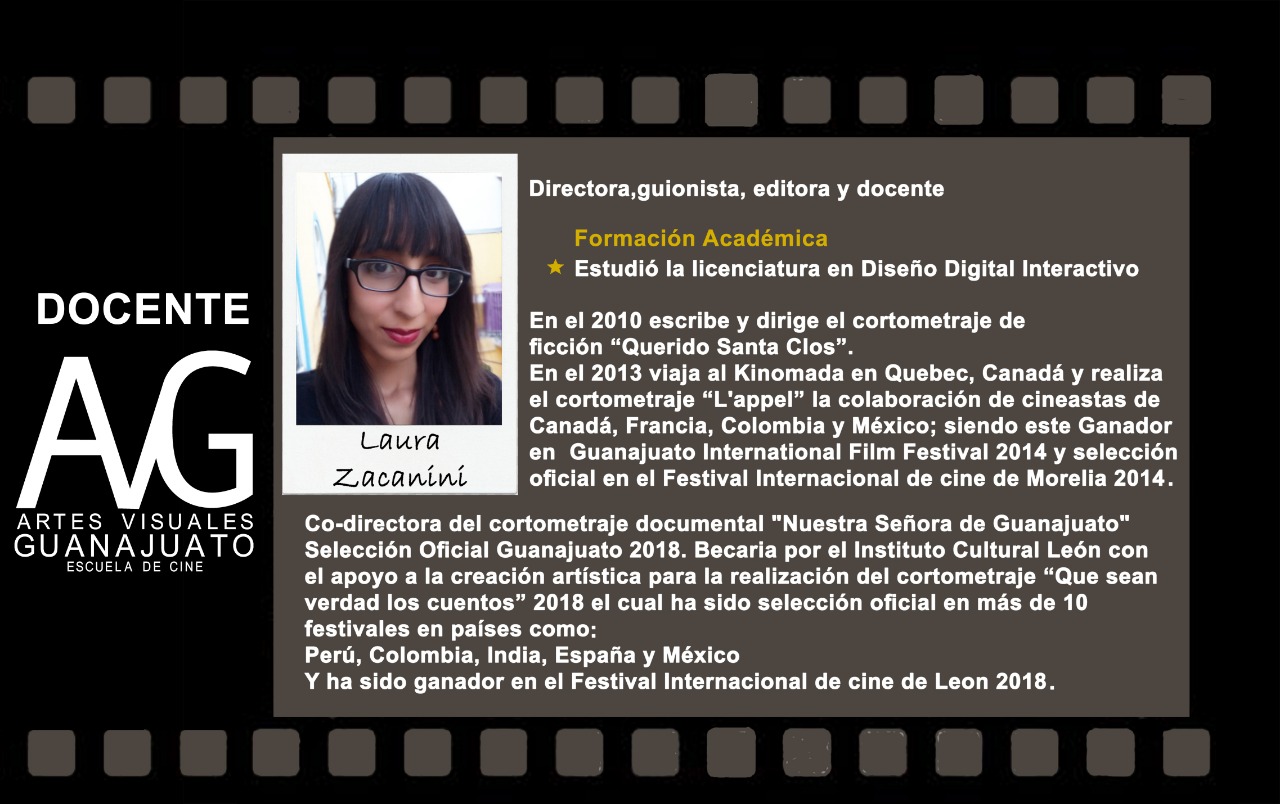 DOCENTE
AVG
ARTES VISUALES
GUANAJUATO
ESCUELA DE CINE
Laura
Zacanini
Directora,guionista, editora y docente
Formación Académica
Estudió la licenciatura en Diseño Digital Interactivo
En el 2010 escribe y dirige el cortometraje de
ficción “Querido Santa Clos”.
En el 2013 viaja al Kinomada en Quebec, Canadá y realiza
el cortometraje “L'appel” la colaboración de cineastas de
Canadá, Francia, Colombia y México; siendo este Ganador
en  Guanajuato International Film Festival 2014 y selección
oficial en el Festival Internacional de cine de Morelia 2014.
Co-directora del cortometraje documental "Nuestra Señora de Guanajuato"
Selección Oficial Guanajuato 2018. Becaria por el Instituto Cultural León con
el apoyo a la creación artística para la realización del cortometraje “Que sean
verdad los cuentos” 2018 el cual ha sido selección oficial en más de 10
festivales en países como:
Perú, Colombia, India, España y México
Y ha sido ganador en el Festival Internacional de cine de Leon 2018.